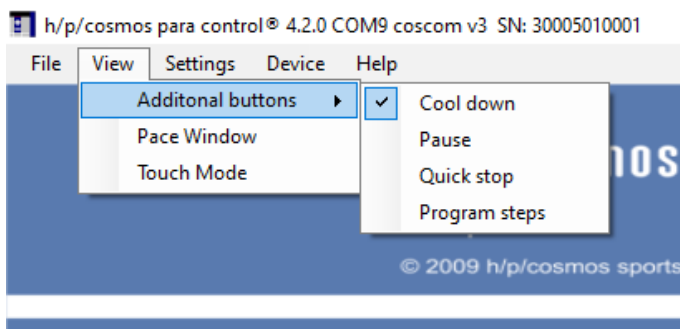 h/p/cosmos para control® 4.2.0 COM9 coscom v3 SN: 30005010001
File View Settings Device Help
Additonal buttons
Cool down
Pace Window
Pause
Touch Mode
Quick stop
Program steps
© 2009 h/p/cosmos sports